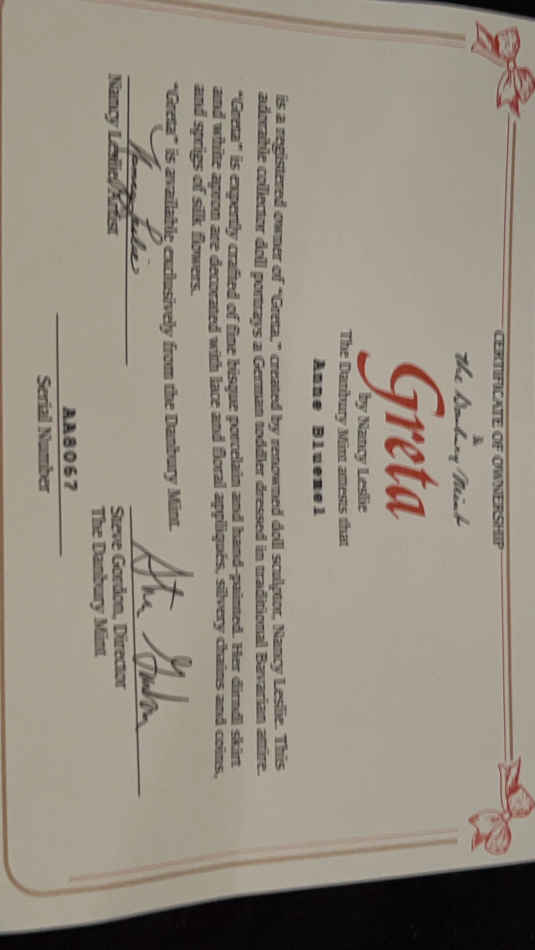 CERTIFICATE OF OWNERSHIP
&
The Danbury Mint
Greta
by Nancy Leslie
The Danbury Mint attests that
Anne Bluemel
is a registered owner of "Greta," created by renowned doll sculptor, Nancy Leslie. This
adorable collector doll portrays a German toddler dressed in traditional Bavarian attire.
"Greta" is expertly crafted of fine bisque porcelain and hand-painted. Her dirndl skirt
and white apron are decorated with lace and floral appliqués, silvery chains and coins,
and sprigs of silk flowers.
"Greta" is available exclusively from the Danbury Mint.
Nancy Leslie
Nancy Leslie, Artist
Steve Gordon
Steve Gordon, Director
The Danbury Mint
AA8067
Serial Number